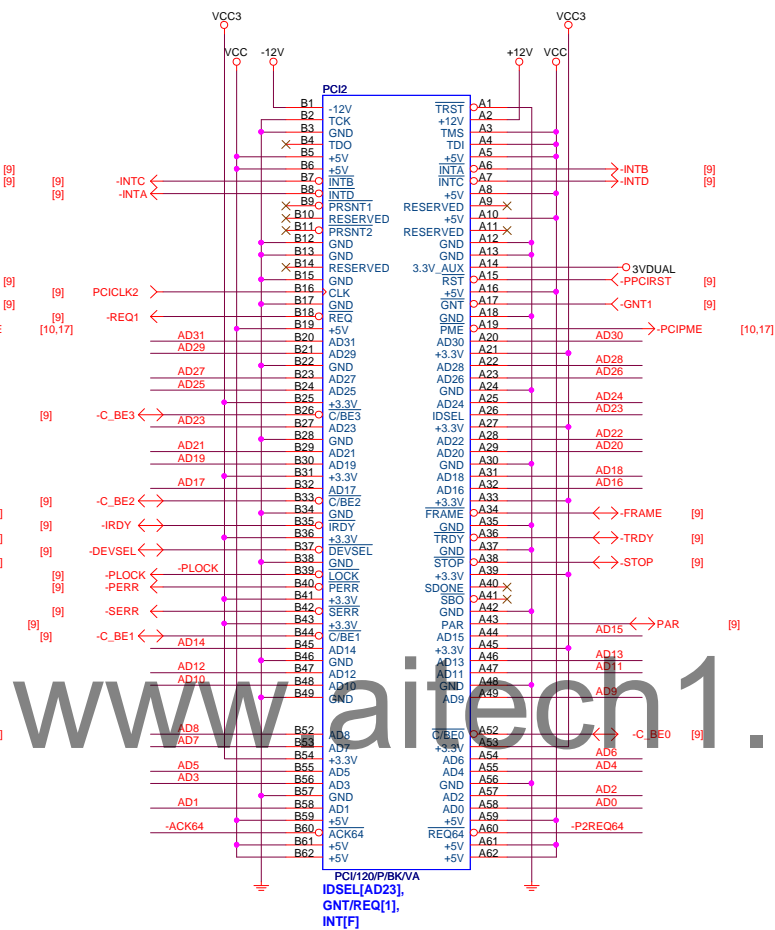 VCC3 VCC3
VCC -12V +12V VCC
PCI2
B1 -12V TRST A1
B2 TCK +12V A2
B3 GND TMS A3
B4 TDO TDI A4
B5 +5V +5V A5
[9] B6 +5V INTA A6 -INTB [9]
[9] [9] -INTC B7 INTB INTC A7 -INTD [9]
[9] -INTA B8 INTD +5V A8
B9 PRSNT1 RESERVED A9
B10 RESERVED +5V A10
B11 PRSNT2 RESERVED A11
B12 GND GND A12
B13 GND GND A13
B14 RESERVED 3.3V_AUX A14 3VDUAL
[9] B15 GND RST A15 -PPCIRST [9]
[9] PCICLK2 B16 CLK +5V A16
[9] B17 GND GNT A17 -GNT1 [9]
[9] -REQ1 B18 REQ GND A18
[10,17] B19 +5V PME A19 -PCIPME [10,17]
AD31 B20 AD31 AD30 A20 AD30
AD29 B21 AD29 +3.3V A21
B22 GND AD28 A22 AD28
AD27 B23 AD27 AD26 A23 AD26
AD25 B24 AD25 GND A24
B25 +3.3V AD24 A25 AD24
[9] -C_BE3 B26 C/BE3 IDSEL A26 AD23
AD23 B27 AD23 +3.3V A27
B28 GND AD22 A28 AD22
AD21 B29 AD21 AD20 A29 AD20
AD19 B30 AD19 GND A30
B31 +3.3V AD18 A31 AD18
AD17 B32 AD17 AD16 A32 AD16
[9] -C_BE2 B33 C/BE2 +3.3V A33
B34 GND FRAME A34 -FRAME [9]
[9] -IRDY B35 IRDY GND A35
B36 +3.3V TRDY A36 -TRDY [9]
[9] -DEVSEL B37 DEVSEL GND A37
B38 GND STOP A38 -STOP [9]
[9] -PLOCK -PLOCK B39 LOCK +3.3V A39
[9] -PERR B40 PERR SDONE A40
B41 +3.3V SBO A41
[9] -SERR B42 SERR GND A42
[9] B43 +3.3V PAR A43 PAR [9]
[9] -C_BE1 B44 C/BE1 AD15 A44 AD15
AD14 B45 AD14 +3.3V A45
B46 GND AD13 A46 AD13
AD12 B47 AD12 AD11 A47 AD11
AD10 B48 AD10 GND A48
B49 GND AD9 A49 AD9
www.aitech1.
AD8 B52 AD8 C/BE0 A52 -C_BE0 [9]
AD7 B53 AD7 +3.3V A53
B54 +3.3V AD6 A54 AD6
AD5 B55 AD5 AD4 A55 AD4
AD3 B56 AD3 GND A56
B57 GND AD2 A57 AD2
AD1 B58 AD1 AD0 A58 AD0
B59 +5V +5V A59
-ACK64 B60 ACK64 REQ64 A60 -P2REQ64
B61 +5V +5V A61
B62 +5V +5V A62
PCI/120/P/BK/VA
IDSEL[AD23],
GNT/REQ[1],
INT[F]